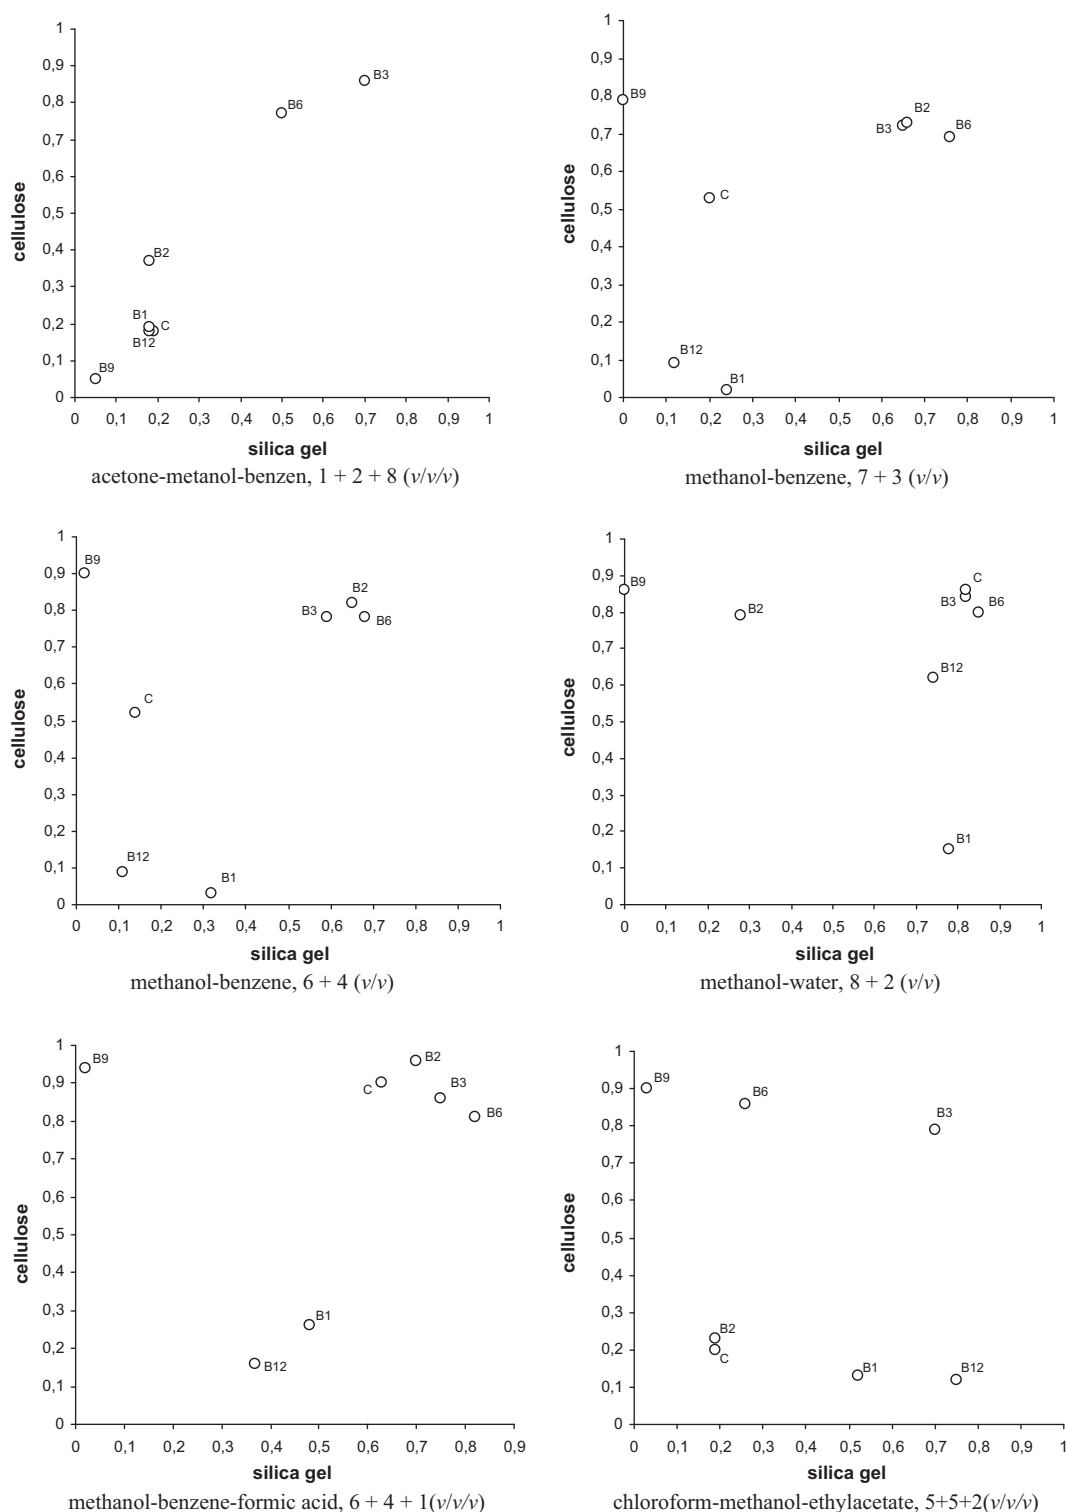 1
0,9
0,8
0,7
0,6
0,5
0,4
0,3
0,2
0,1
0
cellulose
B3
B6
B2
B1
C
B12
B9
0 0,1 0,2 0,3 0,4 0,5 0,6 0,7 0,8 0,9 1
silica gel
acetone-metanol-benzen, 1 + 2 + 8 (v/v/v)
1
0,9
0,8
0,7
0,6
0,5
0,4
0,3
0,2
0,1
0
cellulose
B9
B2
B3
B6
C
B12
B1
0 0,1 0,2 0,3 0,4 0,5 0,6 0,7 0,8 0,9 1
silica gel
methanol-benzene, 7 + 3 (v/v)
1
0,9
0,8
0,7
0,6
0,5
0,4
0,3
0,2
0,1
0
cellulose
B9
B2
B3
B6
C
B12
B1
0 0,1 0,2 0,3 0,4 0,5 0,6 0,7 0,8 0,9 1
silica gel
methanol-benzene, 6 + 4 (v/v)
1
0,9
0,8
0,7
0,6
0,5
0,4
0,3
0,2
0,1
0
cellulose
B9
C
B3
B6
B2
B12
B1
0 0,1 0,2 0,3 0,4 0,5 0,6 0,7 0,8 0,9 1
silica gel
methanol-water, 8 + 2 (v/v)
1
0,9
0,8
0,7
0,6
0,5
0,4
0,3
0,2
0,1
0
cellulose
B9
B2
C
B3
B6
B1
B12
0 0,1 0,2 0,3 0,4 0,5 0,6 0,7 0,8 0,9
silica gel
methanol-benzene-formic acid, 6 + 4 + 1(v/v/v)
1
0,9
0,8
0,7
0,6
0,5
0,4
0,3
0,2
0,1
0
cellulose
B9
B6
B3
B2
C
B1
B12
0 0,1 0,2 0,3 0,4 0,5 0,6 0,7 0,8 0,9 1
silica gel
chloroform-methanol-ethylacetate, 5+5+2(v/v/v)